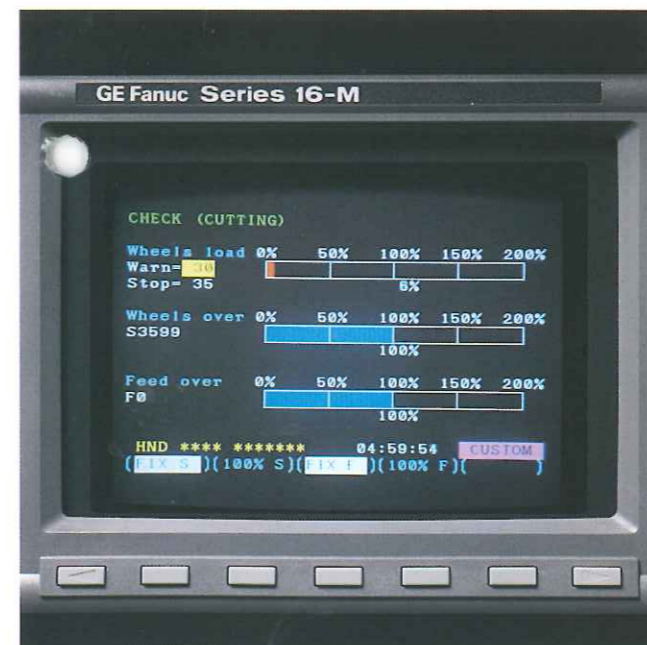 GE Fanuc Series 16-M
CHECK (CUTTING)
Wheels load 0% 50% 100% 150% 200%
Warn= 30
Stop= 35 6%
Wheels over 0% 50% 100% 150% 200%
S3599
100%
Feed over 0% 50% 100% 150% 200%
F0
100%
HND **** ******* 04:59:54 CUSTOM
(FIX S )(100% S)(FIX F )(100% F)( )